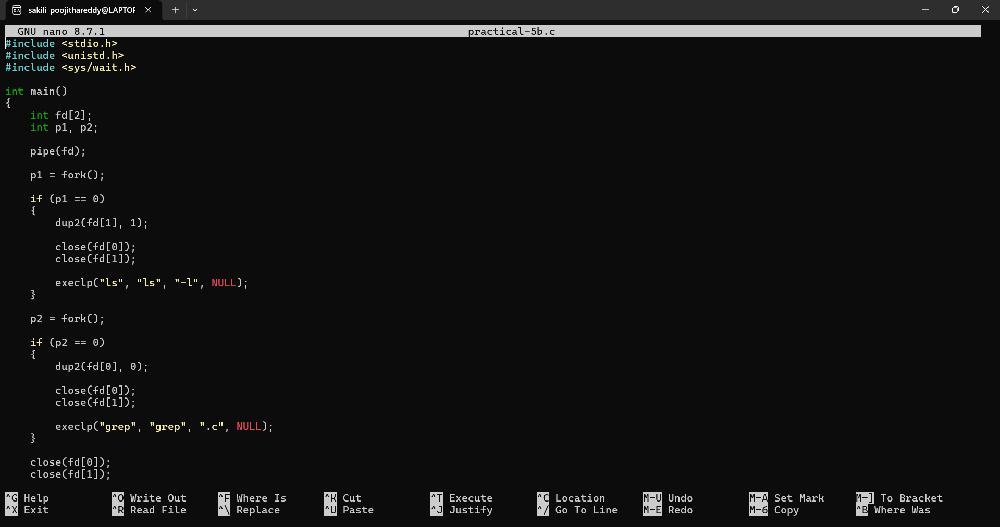 sakili_poojithareddy@LAPTOF
GNU nano 8.7.1 practical-5b.c
#include <stdio.h>
#include <unistd.h>
#include <sys/wait.h>

int main()
{
    int fd[2];
    int p1, p2;

    pipe(fd);

    p1 = fork();

    if (p1 == 0)
    {
        dup2(fd[1], 1);

        close(fd[0]);
        close(fd[1]);

        execlp("ls", "ls", "-l", NULL);
    }

    p2 = fork();

    if (p2 == 0)
    {
        dup2(fd[0], 0);

        close(fd[0]);
        close(fd[1]);

        execlp("grep", "grep", ".c", NULL);
    }

    close(fd[0]);
    close(fd[1]);

^G Help ^O Write Out ^F Where Is ^K Cut ^T Execute ^C Location M-U Undo M-A Set Mark M-] To Bracket
^X Exit ^R Read File ^\ Replace ^U Paste ^J Justify ^/ Go To Line M-E Redo M-6 Copy ^B Where Was